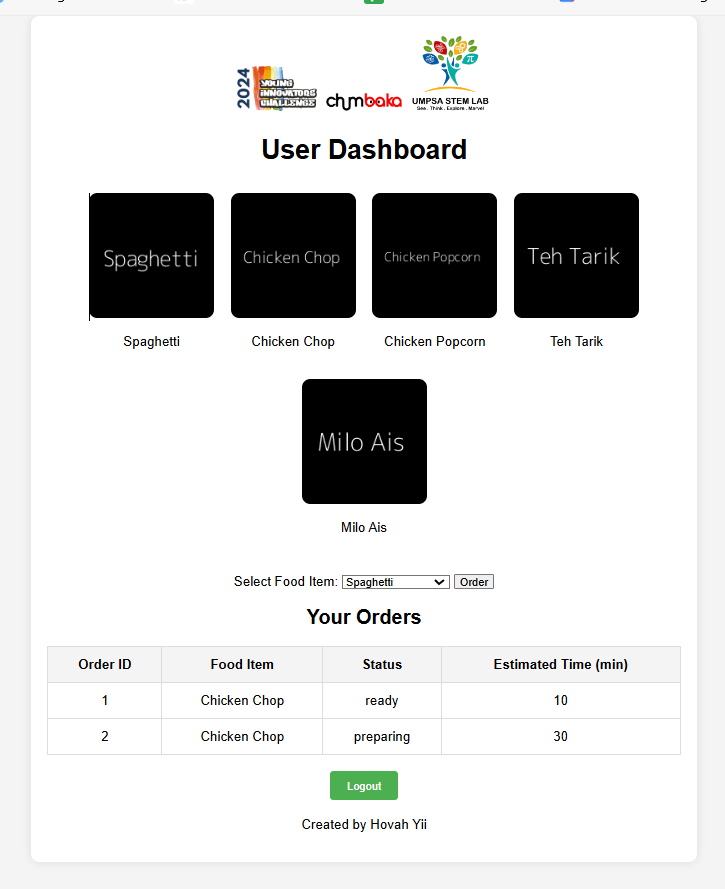 2024 YOUNG INNOVATORS CHALLENGE
chumbaka
UMPSA STEM LAB
See . Think . Explore . Marvel
User Dashboard
Spaghetti Chicken Chop Chicken Popcorn Teh Tarik
Spaghetti Chicken Chop Chicken Popcorn Teh Tarik
Milo Ais
Milo Ais
Select Food Item: Spaghetti Order
Your Orders
Order ID Food Item Status Estimated Time (min)
1 Chicken Chop ready 10
2 Chicken Chop preparing 30
Logout
Created by Hovah Yii